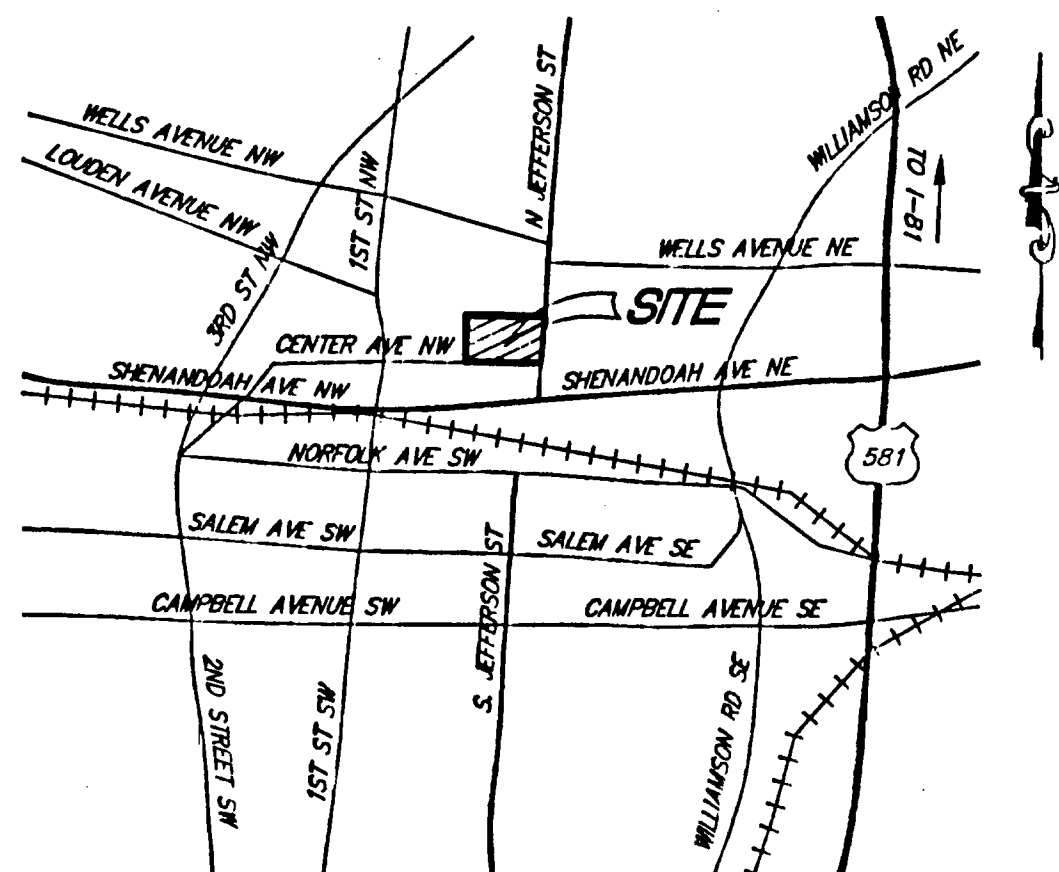 WILLIAMSON RD NE
N JEFFERSON ST
WELLS AVENUE NW
LOUDEN AVENUE NW
1ST ST NW
TO I-81
3RD ST NW
WELLS AVENUE NE
SITE
CENTER AVE NW
SHENANDOAH AVE NW
SHENANDOAH AVE NE
NORFOLK AVE SW
581
SALEM AVE SW
SALEM AVE SE
S. JEFFERSON ST
CAMPBELL AVENUE SW
CAMPBELL AVENUE SE
2ND STREET SW
1ST ST SW
WILLIAMSON RD SE